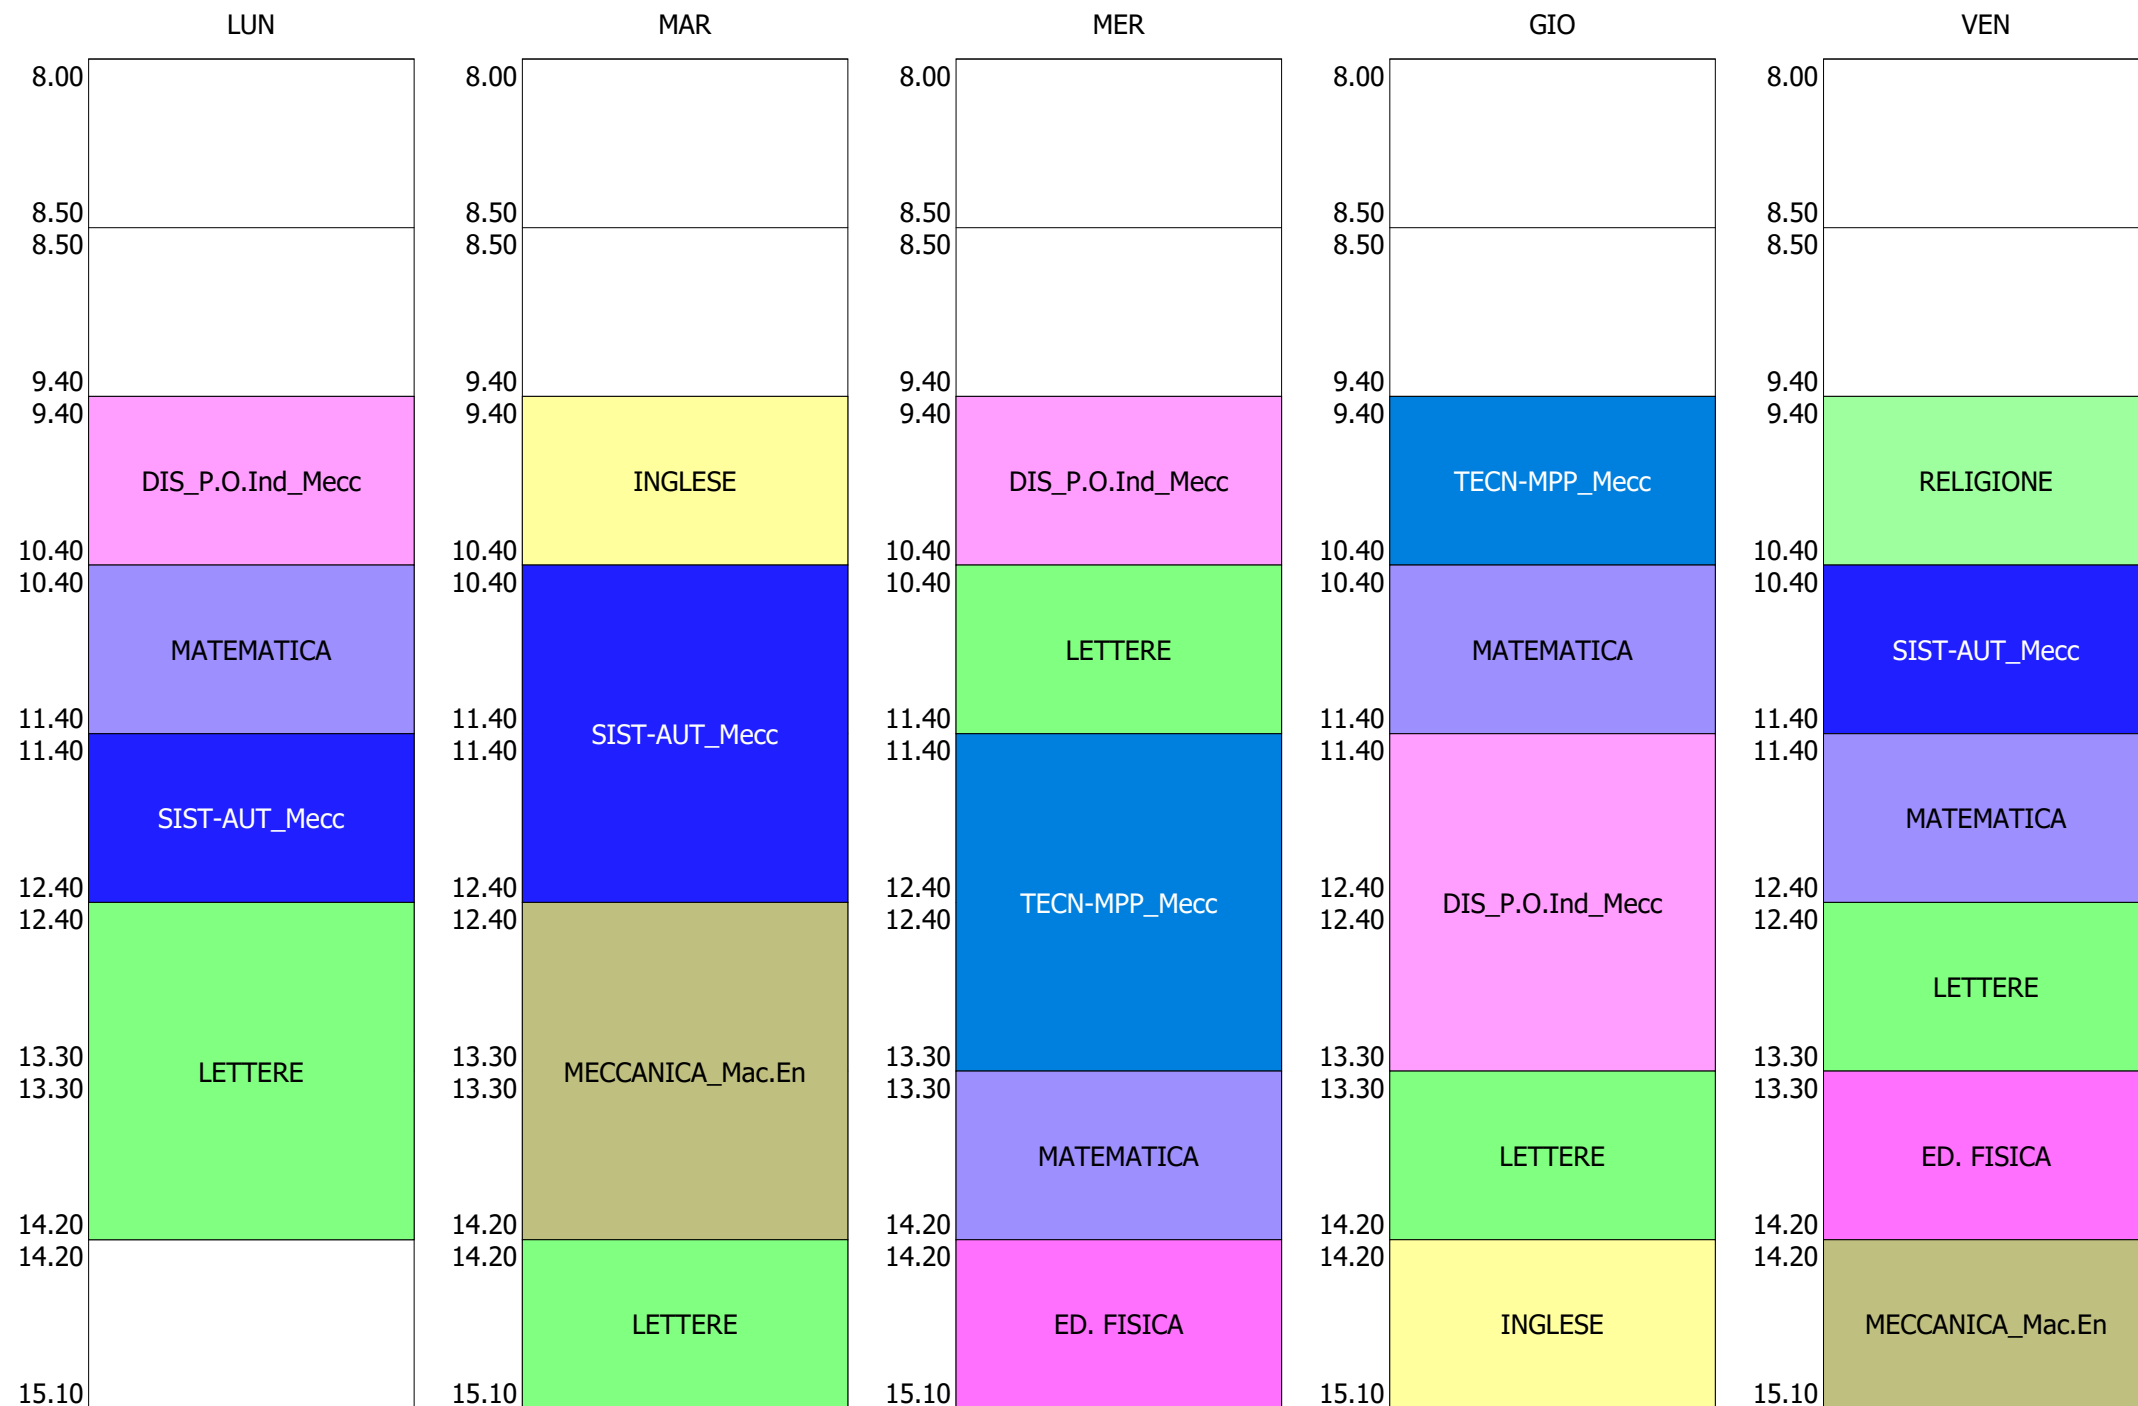 LUN MAR MER GIO VEN
8.00 8.00 8.00 8.00 8.00
8.50 8.50 8.50 8.50 8.50
8.50 8.50 8.50 8.50 8.50
9.40 9.40 9.40 9.40 9.40
9.40 9.40 9.40 9.40 9.40
DIS_P.O.Ind_Mecc INGLESE DIS_P.O.Ind_Mecc TECN-MPP_Mecc RELIGIONE
10.40 10.40 10.40 10.40 10.40
10.40 10.40 10.40 10.40 10.40
MATEMATICA LETTERE MATEMATICA SIST-AUT_Mecc
11.40 11.40 11.40 11.40 11.40
SIST-AUT_Mecc
11.40 11.40 11.40 11.40 11.40
SIST-AUT_Mecc MATEMATICA
12.40 12.40 12.40 12.40 12.40
TECN-MPP_Mecc DIS_P.O.Ind_Mecc
12.40 12.40 12.40 12.40 12.40
LETTERE
13.30 13.30 13.30 13.30 13.30
LETTERE MECCANICA_Mac.En
13.30 13.30 13.30 13.30 13.30
MATEMATICA LETTERE ED. FISICA
14.20 14.20 14.20 14.20 14.20
14.20 14.20 14.20 14.20 14.20
LETTERE ED. FISICA INGLESE MECCANICA_Mac.En
15.10 15.10 15.10 15.10 15.10